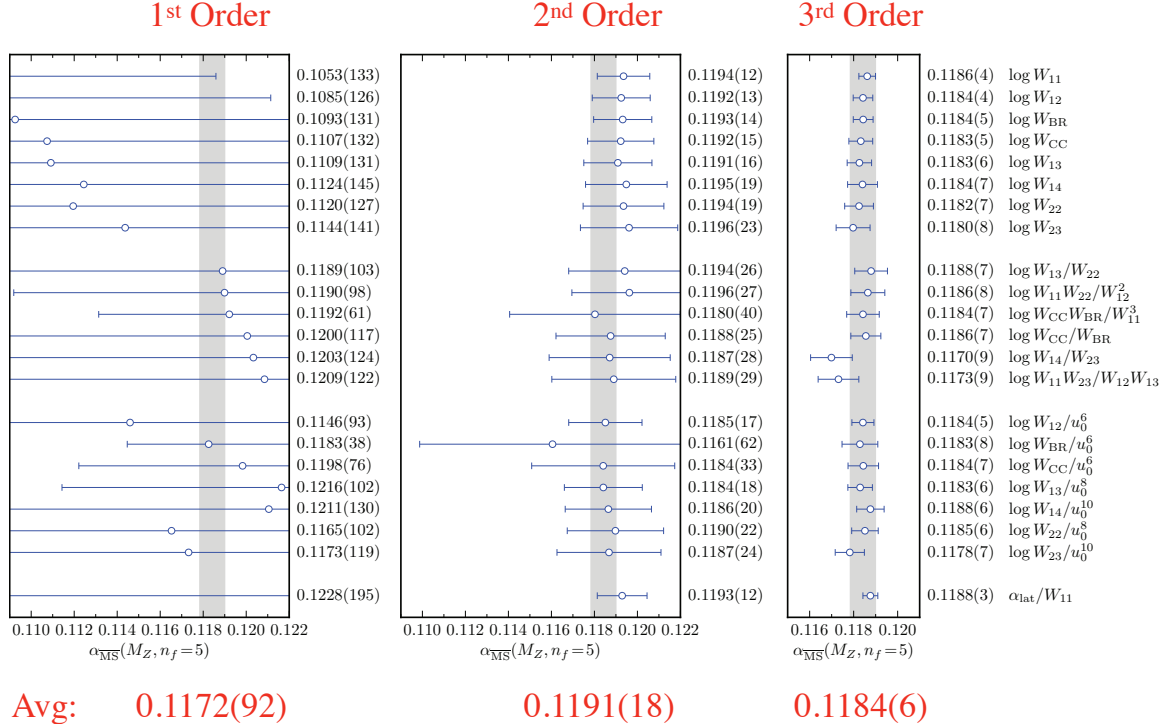 1st Order 2nd Order 3rd Order
0.1053(133) 0.1194(12) 0.1186(4) log W₁₁
0.1085(126) 0.1192(13) 0.1184(4) log W₁₂
0.1093(131) 0.1193(14) 0.1184(5) log W_BR
0.1107(132) 0.1192(15) 0.1183(5) log W_CC
0.1109(131) 0.1191(16) 0.1183(6) log W₁₃
0.1124(145) 0.1195(19) 0.1184(7) log W₁₄
0.1120(127) 0.1194(19) 0.1182(7) log W₂₂
0.1144(141) 0.1196(23) 0.1180(8) log W₂₃
0.1189(103) 0.1194(26) 0.1188(7) log W₁₃/W₂₂
0.1190(98) 0.1196(27) 0.1186(8) log W₁₁W₂₂/W₁₂²
0.1192(61) 0.1180(40) 0.1184(7) log W_CC W_BR/W₁₁³
0.1200(117) 0.1188(25) 0.1186(7) log W_CC/W_BR
0.1203(124) 0.1187(28) 0.1170(9) log W₁₄/W₂₃
0.1209(122) 0.1189(29) 0.1173(9) log W₁₁W₂₃/W₁₂W₁₃
0.1146(93) 0.1185(17) 0.1184(5) log W₁₂/u₀⁶
0.1183(38) 0.1161(62) 0.1183(8) log W_BR/u₀⁶
0.1198(76) 0.1184(33) 0.1184(7) log W_CC/u₀⁶
0.1216(102) 0.1184(18) 0.1183(6) log W₁₃/u₀⁸
0.1211(130) 0.1186(20) 0.1188(6) log W₁₄/u₀¹⁰
0.1165(102) 0.1190(22) 0.1185(6) log W₂₂/u₀⁸
0.1173(119) 0.1187(24) 0.1178(7) log W₂₃/u₀¹⁰
0.1228(195) 0.1193(12) 0.1188(3) α_lat/W₁₁
0.110 0.112 0.114 0.116 0.118 0.120 0.122 0.110 0.112 0.114 0.116 0.118 0.120 0.122 0.116 0.118 0.120
α_M̅S̅(M_Z, n_f=5) α_M̅S̅(M_Z, n_f=5) α_M̅S̅(M_Z, n_f=5)
Avg: 0.1172(92) 0.1191(18) 0.1184(6)